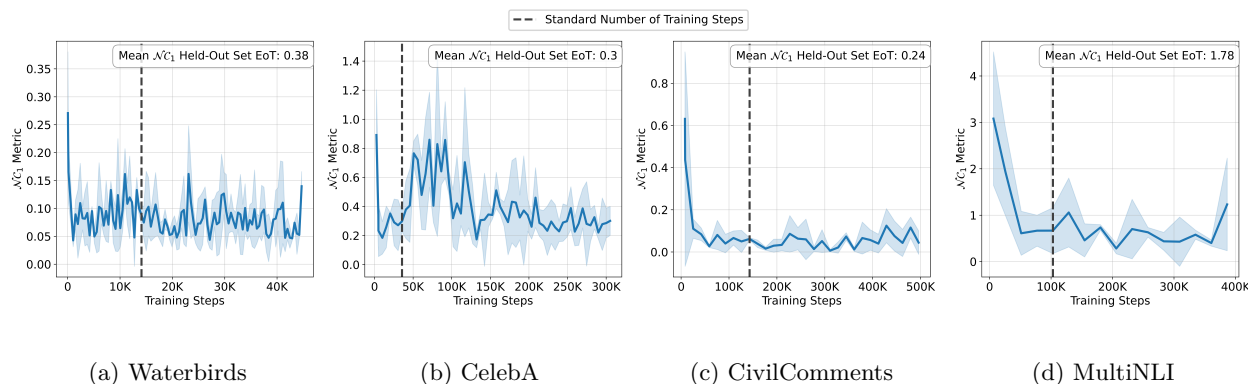 Standard Number of Training Steps
Mean 𝒩𝒞₁ Held-Out Set EoT: 0.38
0.35
0.30
0.25
0.20
0.15
0.10
0.05
0.00
𝒩𝒞₁ Metric
0 10K 20K 30K 40K
Training Steps
(a) Waterbirds
Mean 𝒩𝒞₁ Held-Out Set EoT: 0.3
1.4
1.2
1.0
0.8
0.6
0.4
0.2
0.0
𝒩𝒞₁ Metric
0 50K 100K 150K 200K 250K 300K
Training Steps
(b) CelebA
Mean 𝒩𝒞₁ Held-Out Set EoT: 0.24
0.8
0.6
0.4
0.2
0.0
𝒩𝒞₁ Metric
0 100K 200K 300K 400K 500K
Training Steps
(c) CivilComments
Mean 𝒩𝒞₁ Held-Out Set EoT: 1.78
4
3
2
1
0
𝒩𝒞₁ Metric
0 100K 200K 300K 400K
Training Steps
(d) MultiNLI